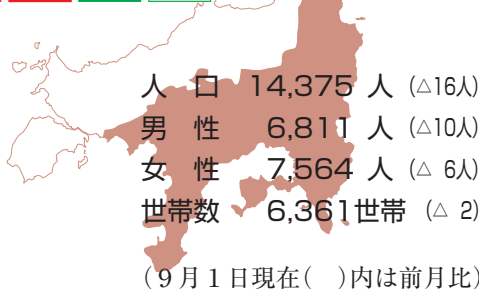 人　口　14,375 人（△16人）
男　性　6,811 人（△10人）
女　性　7,564 人（△ 6人）
世帯数　6,361世帯（△ 2）
（９月１日現在(　)内は前月比）